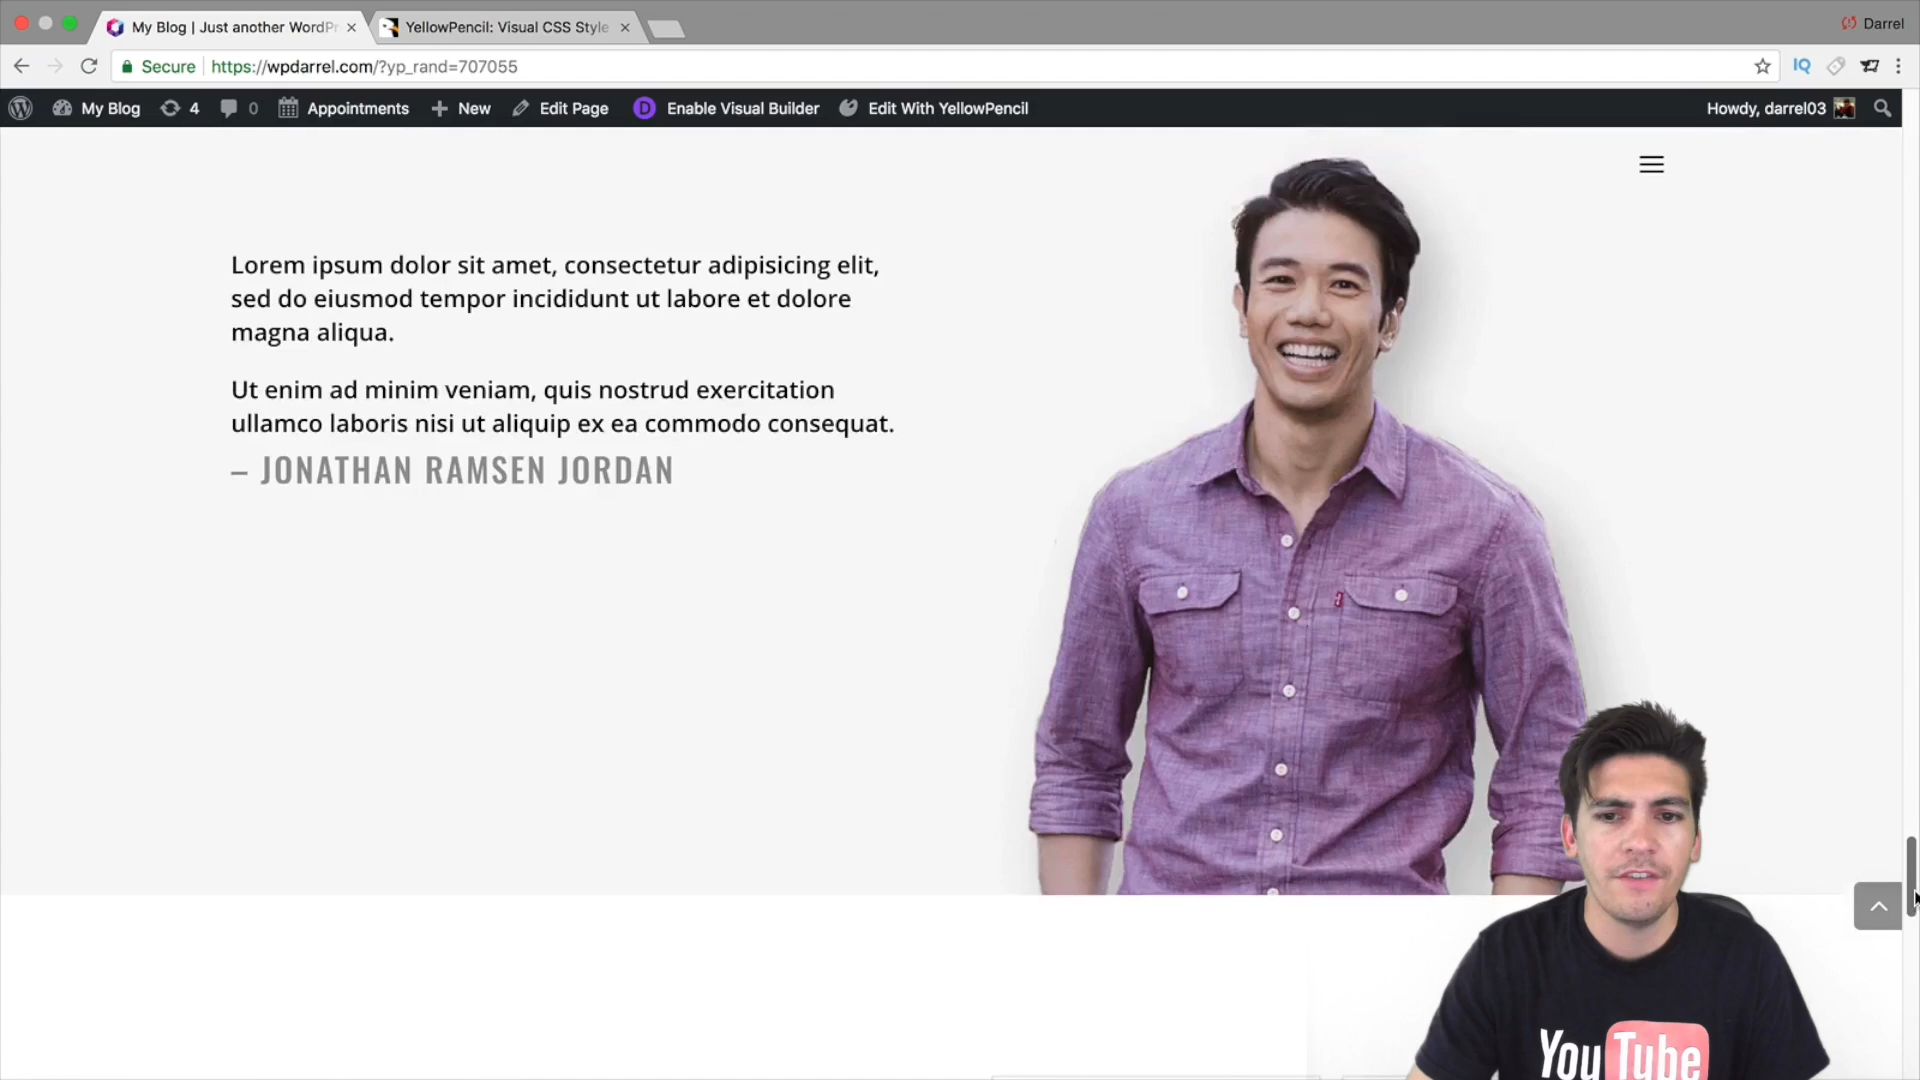 My Blog | Just another WordPr
YellowPencil: Visual CSS Style
Darrel
Secure https://wpdarrel.com/?yp_rand=707055
IQ
My Blog 4 0 Appointments New Edit Page D Enable Visual Builder Edit With YellowPencil Howdy, darrel03
Lorem ipsum dolor sit amet, consectetur adipisicing elit,
sed do eiusmod tempor incididunt ut labore et dolore
magna aliqua.
Ut enim ad minim veniam, quis nostrud exercitation
ullamco laboris nisi ut aliquip ex ea commodo consequat.
– JONATHAN RAMSEN JORDAN
YouTube